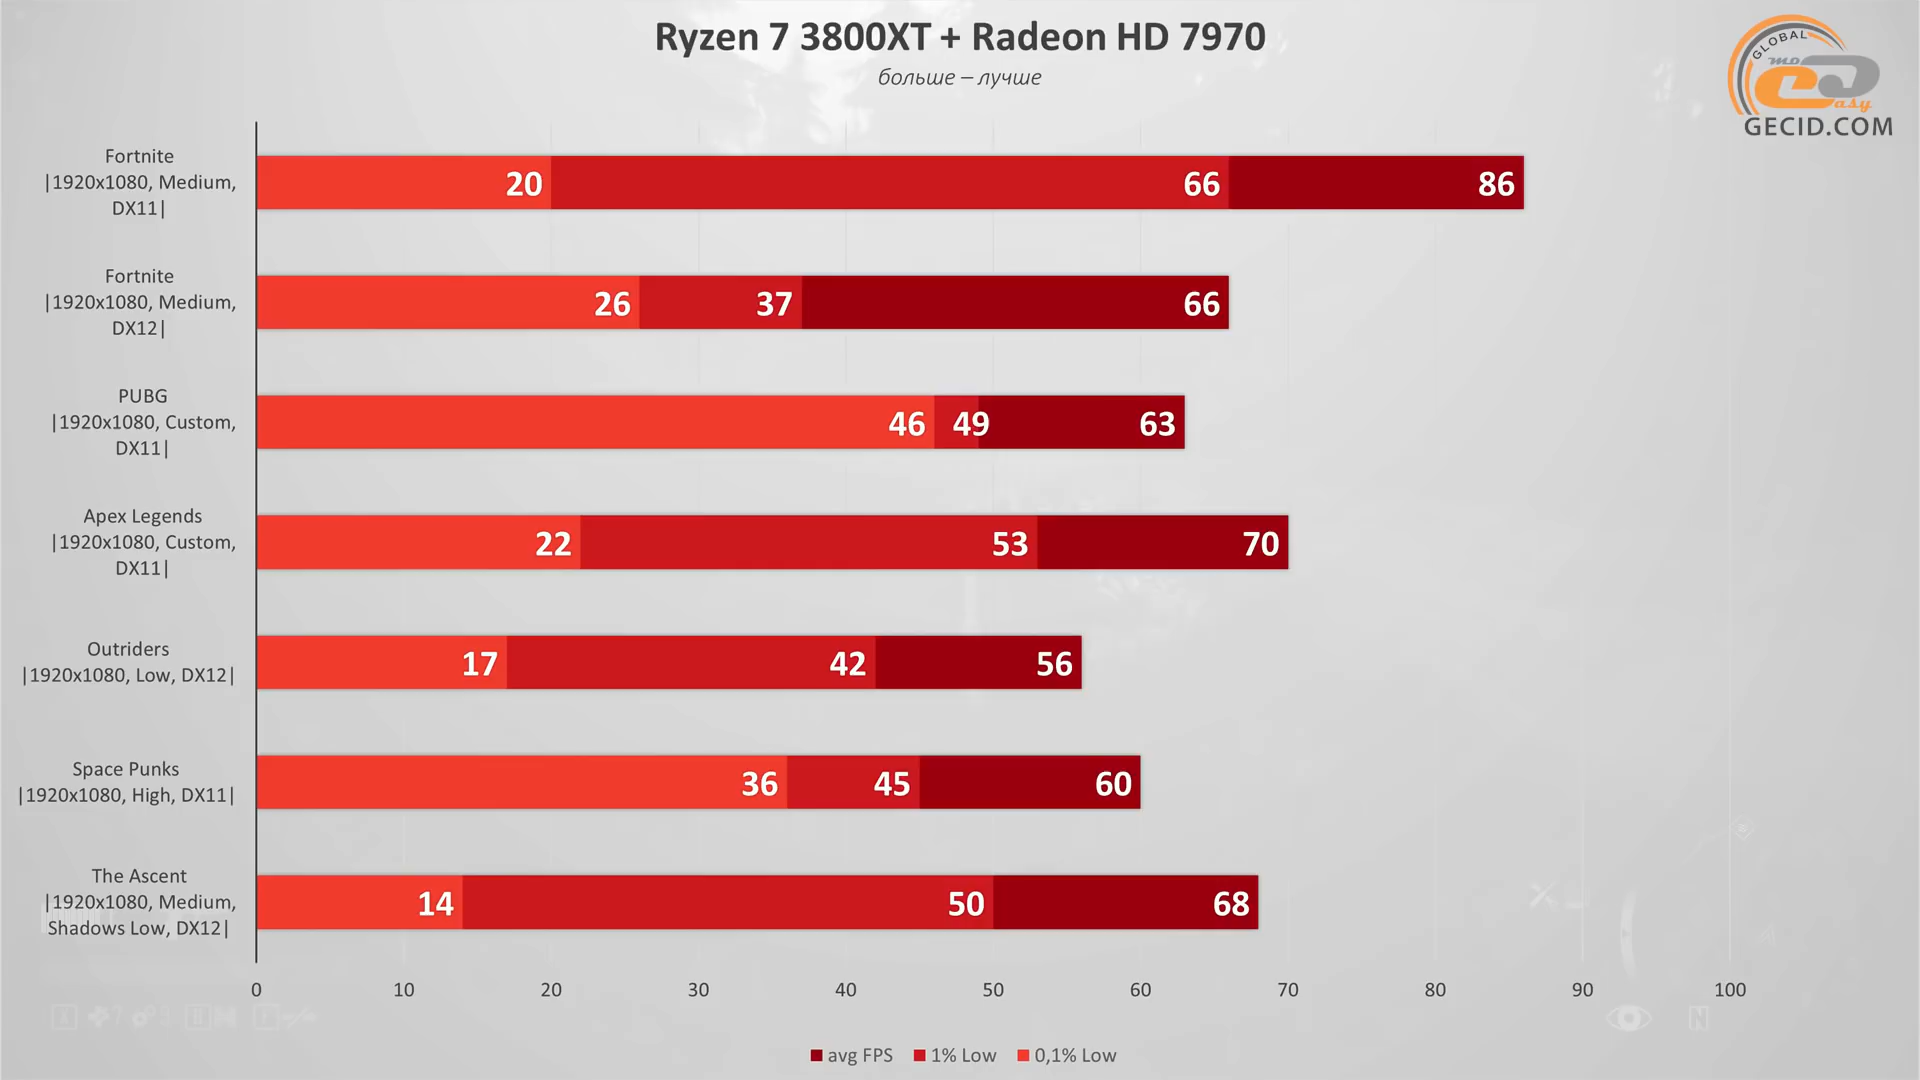 Ryzen 7 3800XT + Radeon HD 7970
больше – лучше
GLOBAL
mo
easy
GECID.COM
Fortnite
|1920x1080, Medium,
DX11|
20 66 86
Fortnite
|1920x1080, Medium,
DX12|
26 37 66
PUBG
|1920x1080, Custom,
DX11|
46 49 63
Apex Legends
|1920x1080, Custom,
DX11|
22 53 70
Outriders
|1920x1080, Low, DX12|
17 42 56
Space Punks
|1920x1080, High, DX11|
36 45 60
The Ascent
|1920x1080, Medium,
Shadows Low, DX12|
14 50 68
0 10 20 30 40 50 60 70 80 90 100
avg FPS 1% Low 0,1% Low